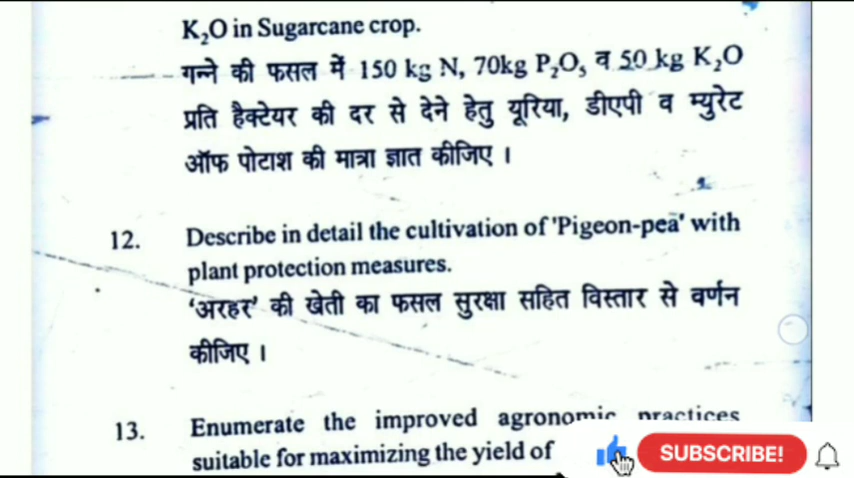 K₂O in Sugarcane crop.
गन्ने की फसल में 150 kg N, 70kg P₂O₅ व 50 kg K₂O
प्रति हैक्टेयर की दर से देने हेतु यूरिया, डीएपी व म्युरेट
ऑफ पोटाश की मात्रा ज्ञात कीजिए ।
12. Describe in detail the cultivation of 'Pigeon-pea' with
plant protection measures.
'अरहर' की खेती का फसल सुरक्षा सहित विस्तार से वर्णन
कीजिए ।
13. Enumerate the improved agronomic practices
suitable for maximizing the yield of
SUBSCRIBE!